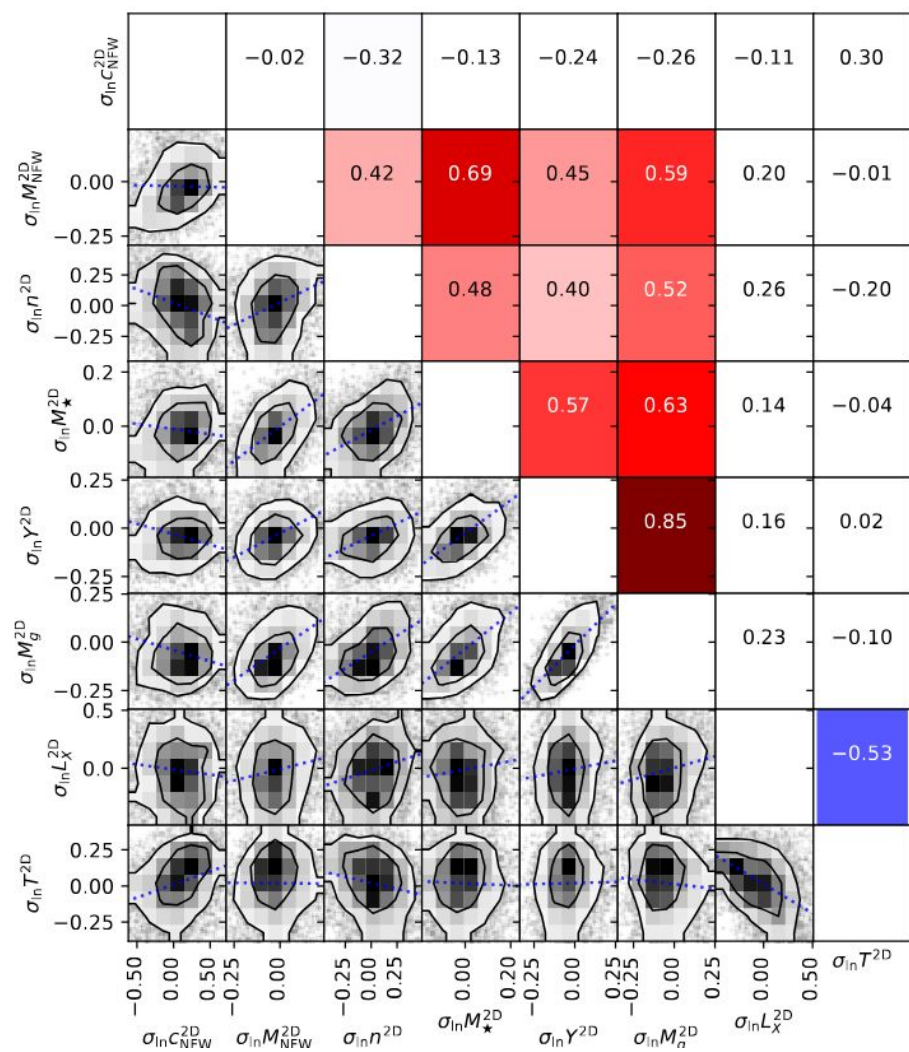 σ_ln c_NFW^2D −0.02 −0.32 −0.13 −0.24 −0.26 −0.11 0.30
σ_ln M_NFW^2D 0.00 −0.25 0.42 0.69 0.45 0.59 0.20 −0.01
σ_ln n^2D 0.25 0.00 −0.25 0.48 0.40 0.52 0.26 −0.20
σ_ln M_★^2D 0.2 0.0 0.57 0.63 0.14 −0.04
σ_ln Y^2D 0.25 0.00 −0.25 0.85 0.16 0.02
σ_ln M_g^2D 0.25 0.00 −0.25 0.23 −0.10
σ_ln L_X^2D 0.5 0.0 −0.53
σ_ln T^2D 0.25 0.00 −0.25
−0.50 0.00 0.50 −0.25 0.00 −0.25 0.00 0.25 0.00 0.20 −0.25 0.00 −0.25 0.00 0.25 −0.50 0.00 0.50
σ_ln c_NFW^2D σ_ln M_NFW^2D σ_ln n^2D σ_ln M_★^2D σ_ln Y^2D σ_ln M_g^2D σ_ln L_X^2D σ_ln T^2D